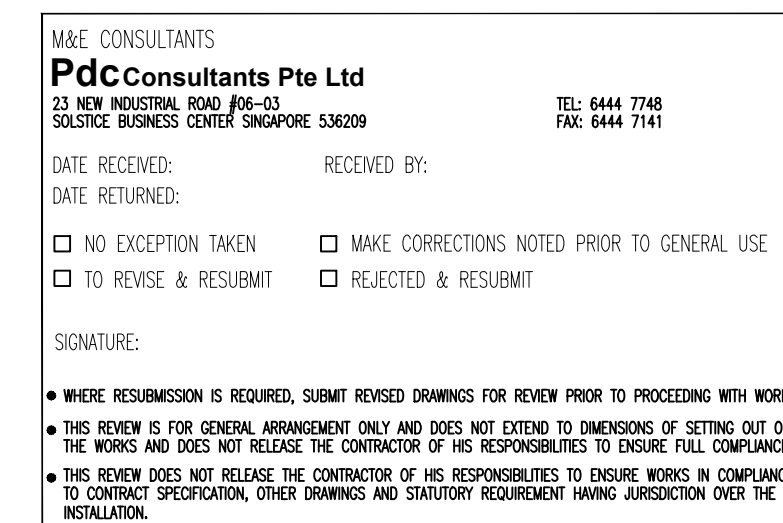 M&E CONSULTANTS
Pdc Consultants Pte Ltd
23 NEW INDUSTRIAL ROAD #06-03
SOLSTICE BUSINESS CENTER SINGAPORE 536209
TEL: 6444 7748
FAX: 6444 7141
DATE RECEIVED: RECEIVED BY:
DATE RETURNED:
☐ NO EXCEPTION TAKEN ☐ MAKE CORRECTIONS NOTED PRIOR TO GENERAL USE
☐ TO REVISE & RESUBMIT ☐ REJECTED & RESUBMIT
SIGNATURE:
● WHERE RESUBMISSION IS REQUIRED, SUBMIT REVISED DRAWINGS FOR REVIEW PRIOR TO PROCEEDING WITH
● THIS REVIEW IS FOR GENERAL ARRANGEMENT ONLY AND DOES NOT EXTEND TO DIMENSIONS OF SETTING OUT
THE WORKS AND DOES NOT RELEASE THE CONTRACTOR OF HIS RESPONSIBILITIES TO ENSURE FULL
● THIS REVIEW DOES NOT RELEASE THE CONTRACTOR OF HIS RESPONSIBILITIES TO ENSURE WORKS IN
TO CONTRACT SPECIFICATION, OTHER DRAWINGS AND STATUTORY REQUIREMENT HAVING JURISDICTION OVER THE
INSTALLATION.